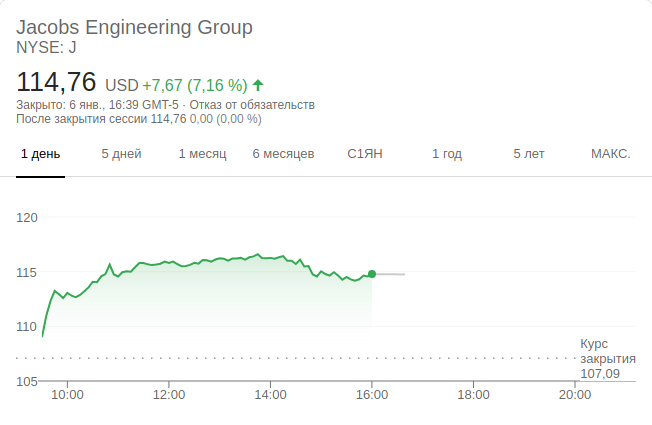 Jacobs Engineering Group
NYSE: J
114,76 USD +7,67 (7,16 %)
Закрыто: 6 янв., 16:39 GMT-5 · Отказ от обязательств
После закрытия сессии 114,76 0,00 (0,00 %)
1 день 5 дней 1 месяц 6 месяцев С1ЯН 1 год 5 лет МАКС.
120
115
110
Курс
закрытия
107,09
105
10:00 12:00 14:00 16:00 18:00 20:00